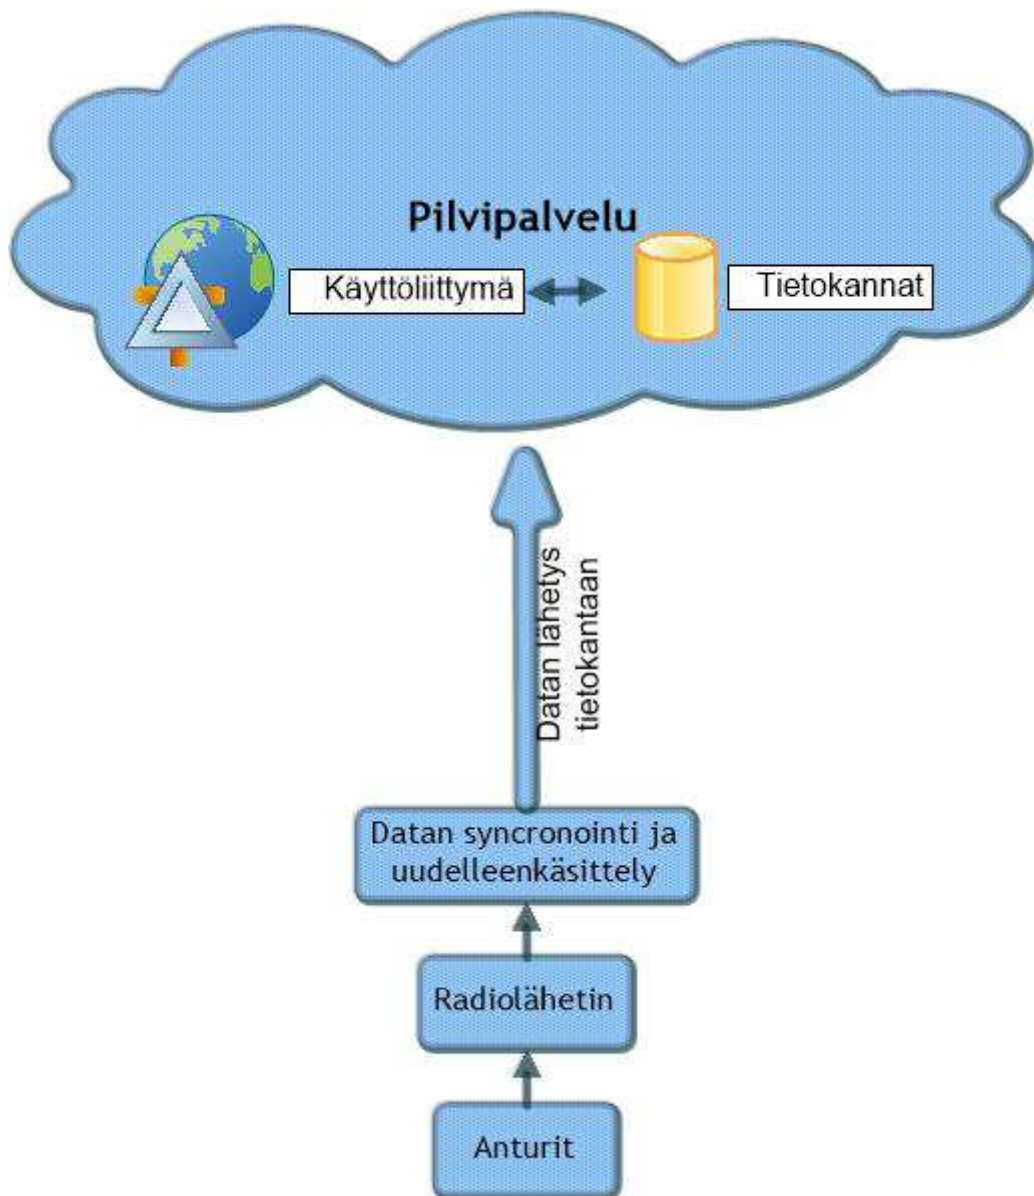 Pilvipalvelu
Käyttöliittymä
Tietokannat
Datan lähetys
tietokantaan
Datan syncronointi ja
uudelleenkäsittely
Radiolähetin
Anturit